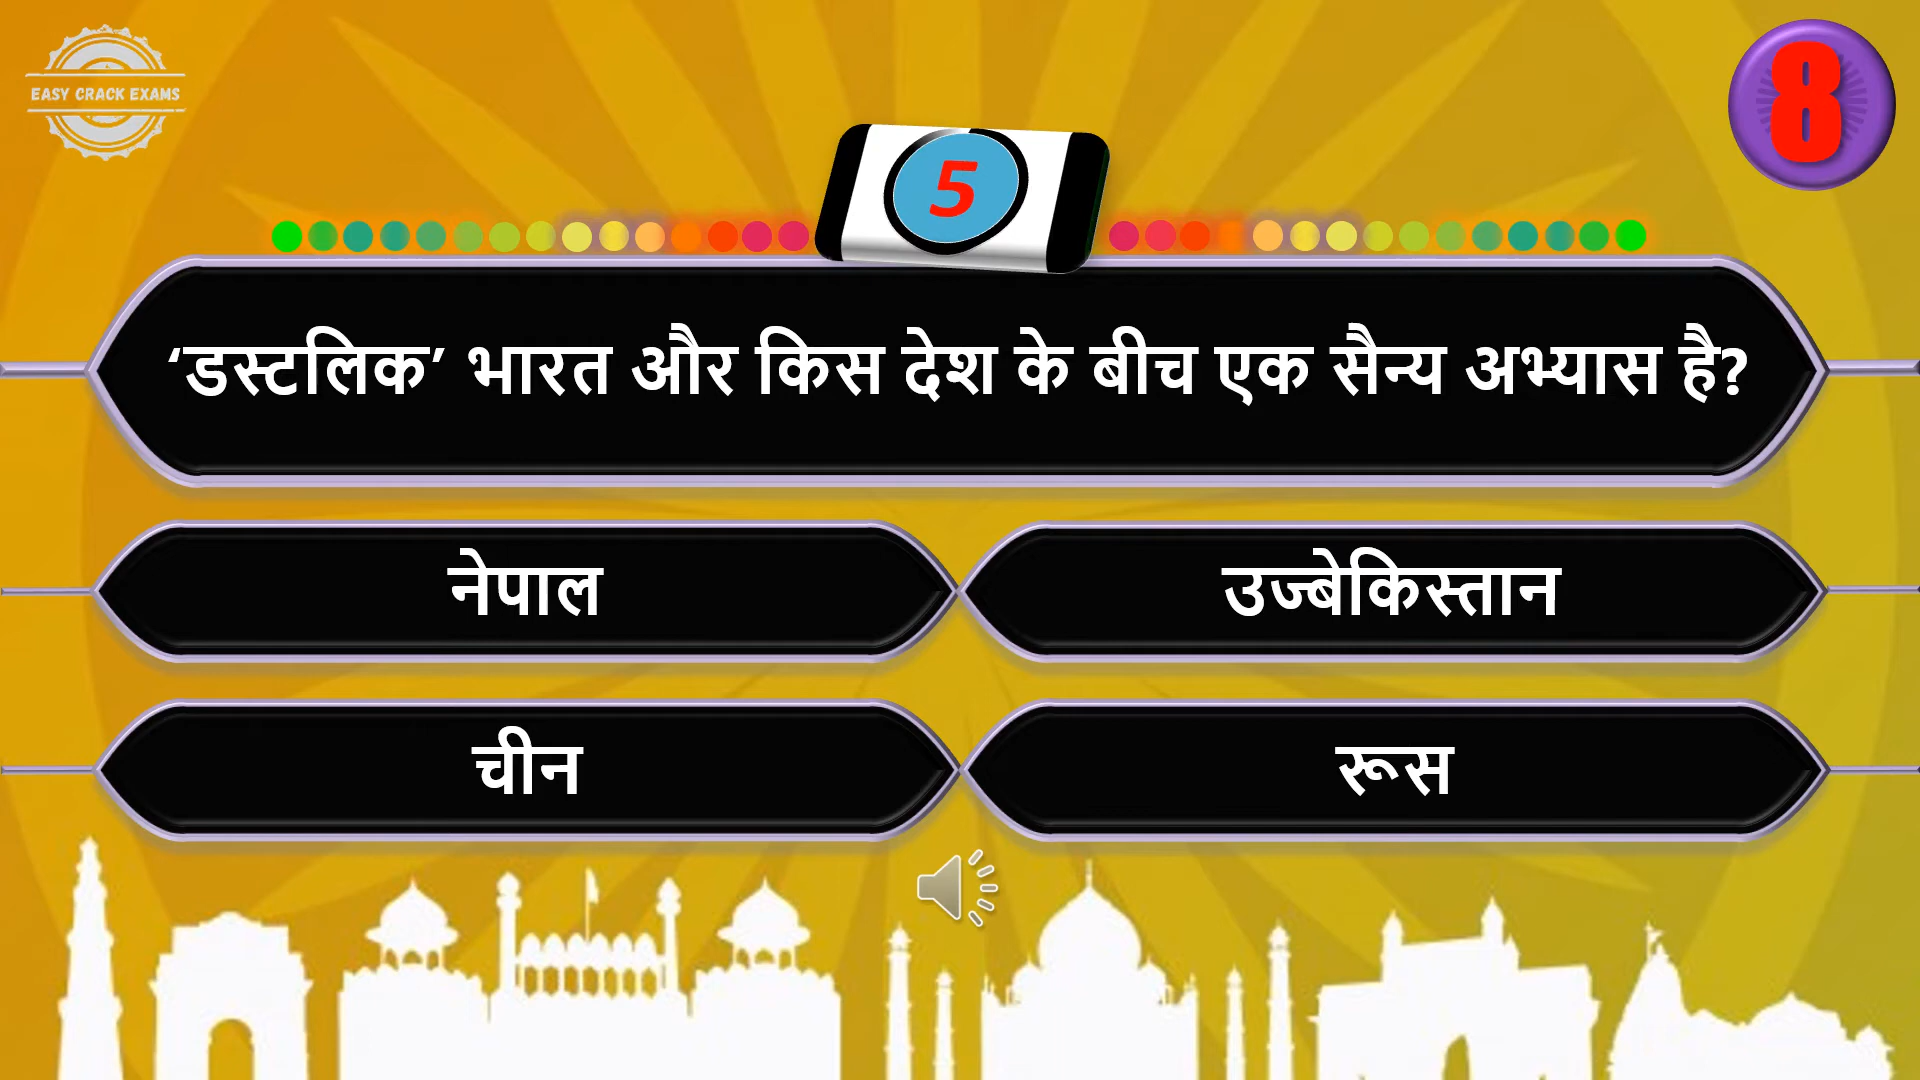 EASY CRACK EXAMS
8
5
‘डस्टलिक’ भारत और किस देश के बीच एक सैन्य अभ्यास है?
नेपाल
उज्बेकिस्तान
चीन
रूस